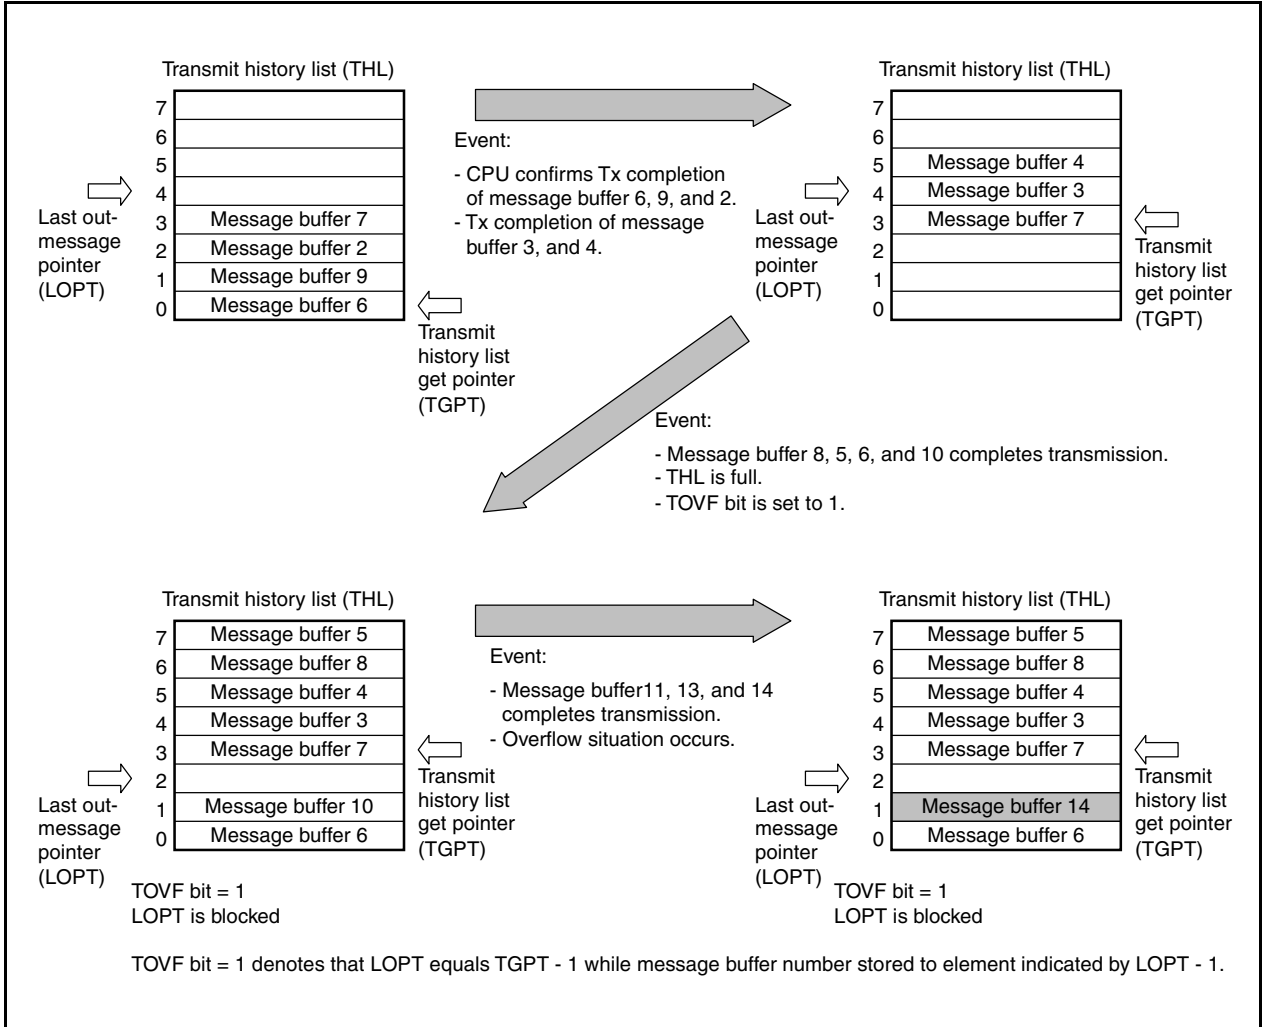 Transmit history list (THL)
7
6
5
4
3 Message buffer 7
2 Message buffer 2
1 Message buffer 9
0 Message buffer 6
Last out-
message
pointer
(LOPT)
Transmit
history list
get pointer
(TGPT)
Event:
- CPU confirms Tx completion
of message buffer 6, 9, and 2.
- Tx completion of message
buffer 3, and 4.
Transmit history list (THL)
7
6
5 Message buffer 4
4 Message buffer 3
3 Message buffer 7
2
1
0
Last out-
message
pointer
(LOPT)
Transmit
history list
get pointer
(TGPT)
Event:
- Message buffer 8, 5, 6, and 10 completes transmission.
- THL is full.
- TOVF bit is set to 1.
Transmit history list (THL)
7 Message buffer 5
6 Message buffer 8
5 Message buffer 4
4 Message buffer 3
3 Message buffer 7
2
1 Message buffer 10
0 Message buffer 6
Last out-
message
pointer
(LOPT)
Transmit
history list
get pointer
(TGPT)
TOVF bit = 1
LOPT is blocked
Event:
- Message buffer11, 13, and 14
completes transmission.
- Overflow situation occurs.
Transmit history list (THL)
7 Message buffer 5
6 Message buffer 8
5 Message buffer 4
4 Message buffer 3
3 Message buffer 7
2
1 Message buffer 14
0 Message buffer 6
Last out-
message
pointer
(LOPT)
Transmit
history list
get pointer
(TGPT)
TOVF bit = 1
LOPT is blocked
TOVF bit = 1 denotes that LOPT equals TGPT - 1 while message buffer number stored to element indicated by LOPT - 1.